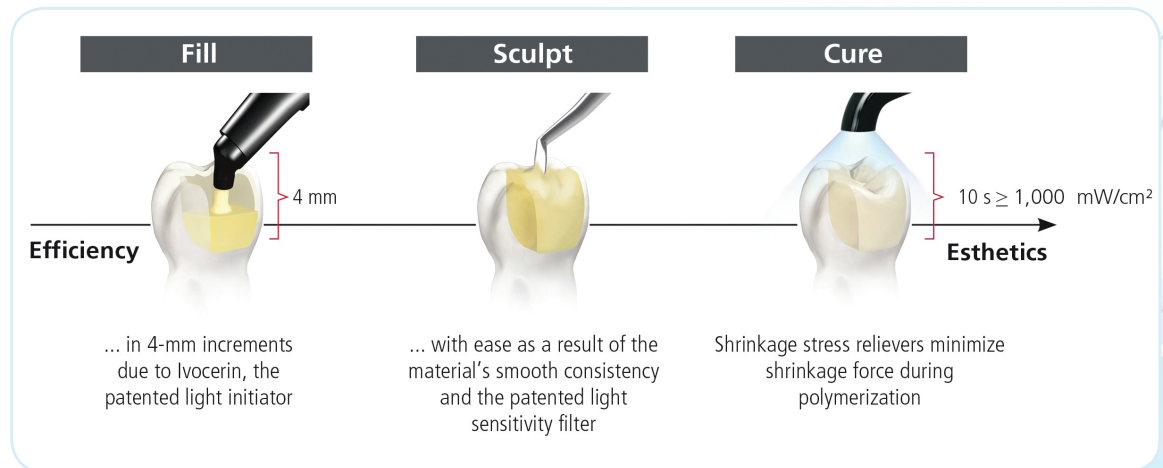 Fill
Sculpt
Cure
4 mm
10 s ≥ 1,000 mW/cm²
Efficiency
Esthetics
... in 4-mm increments
due to Ivocerin, the
patented light initiator
... with ease as a result of the
material’s smooth consistency
and the patented light
sensitivity filter
Shrinkage stress relievers minimize
shrinkage force during
polymerization